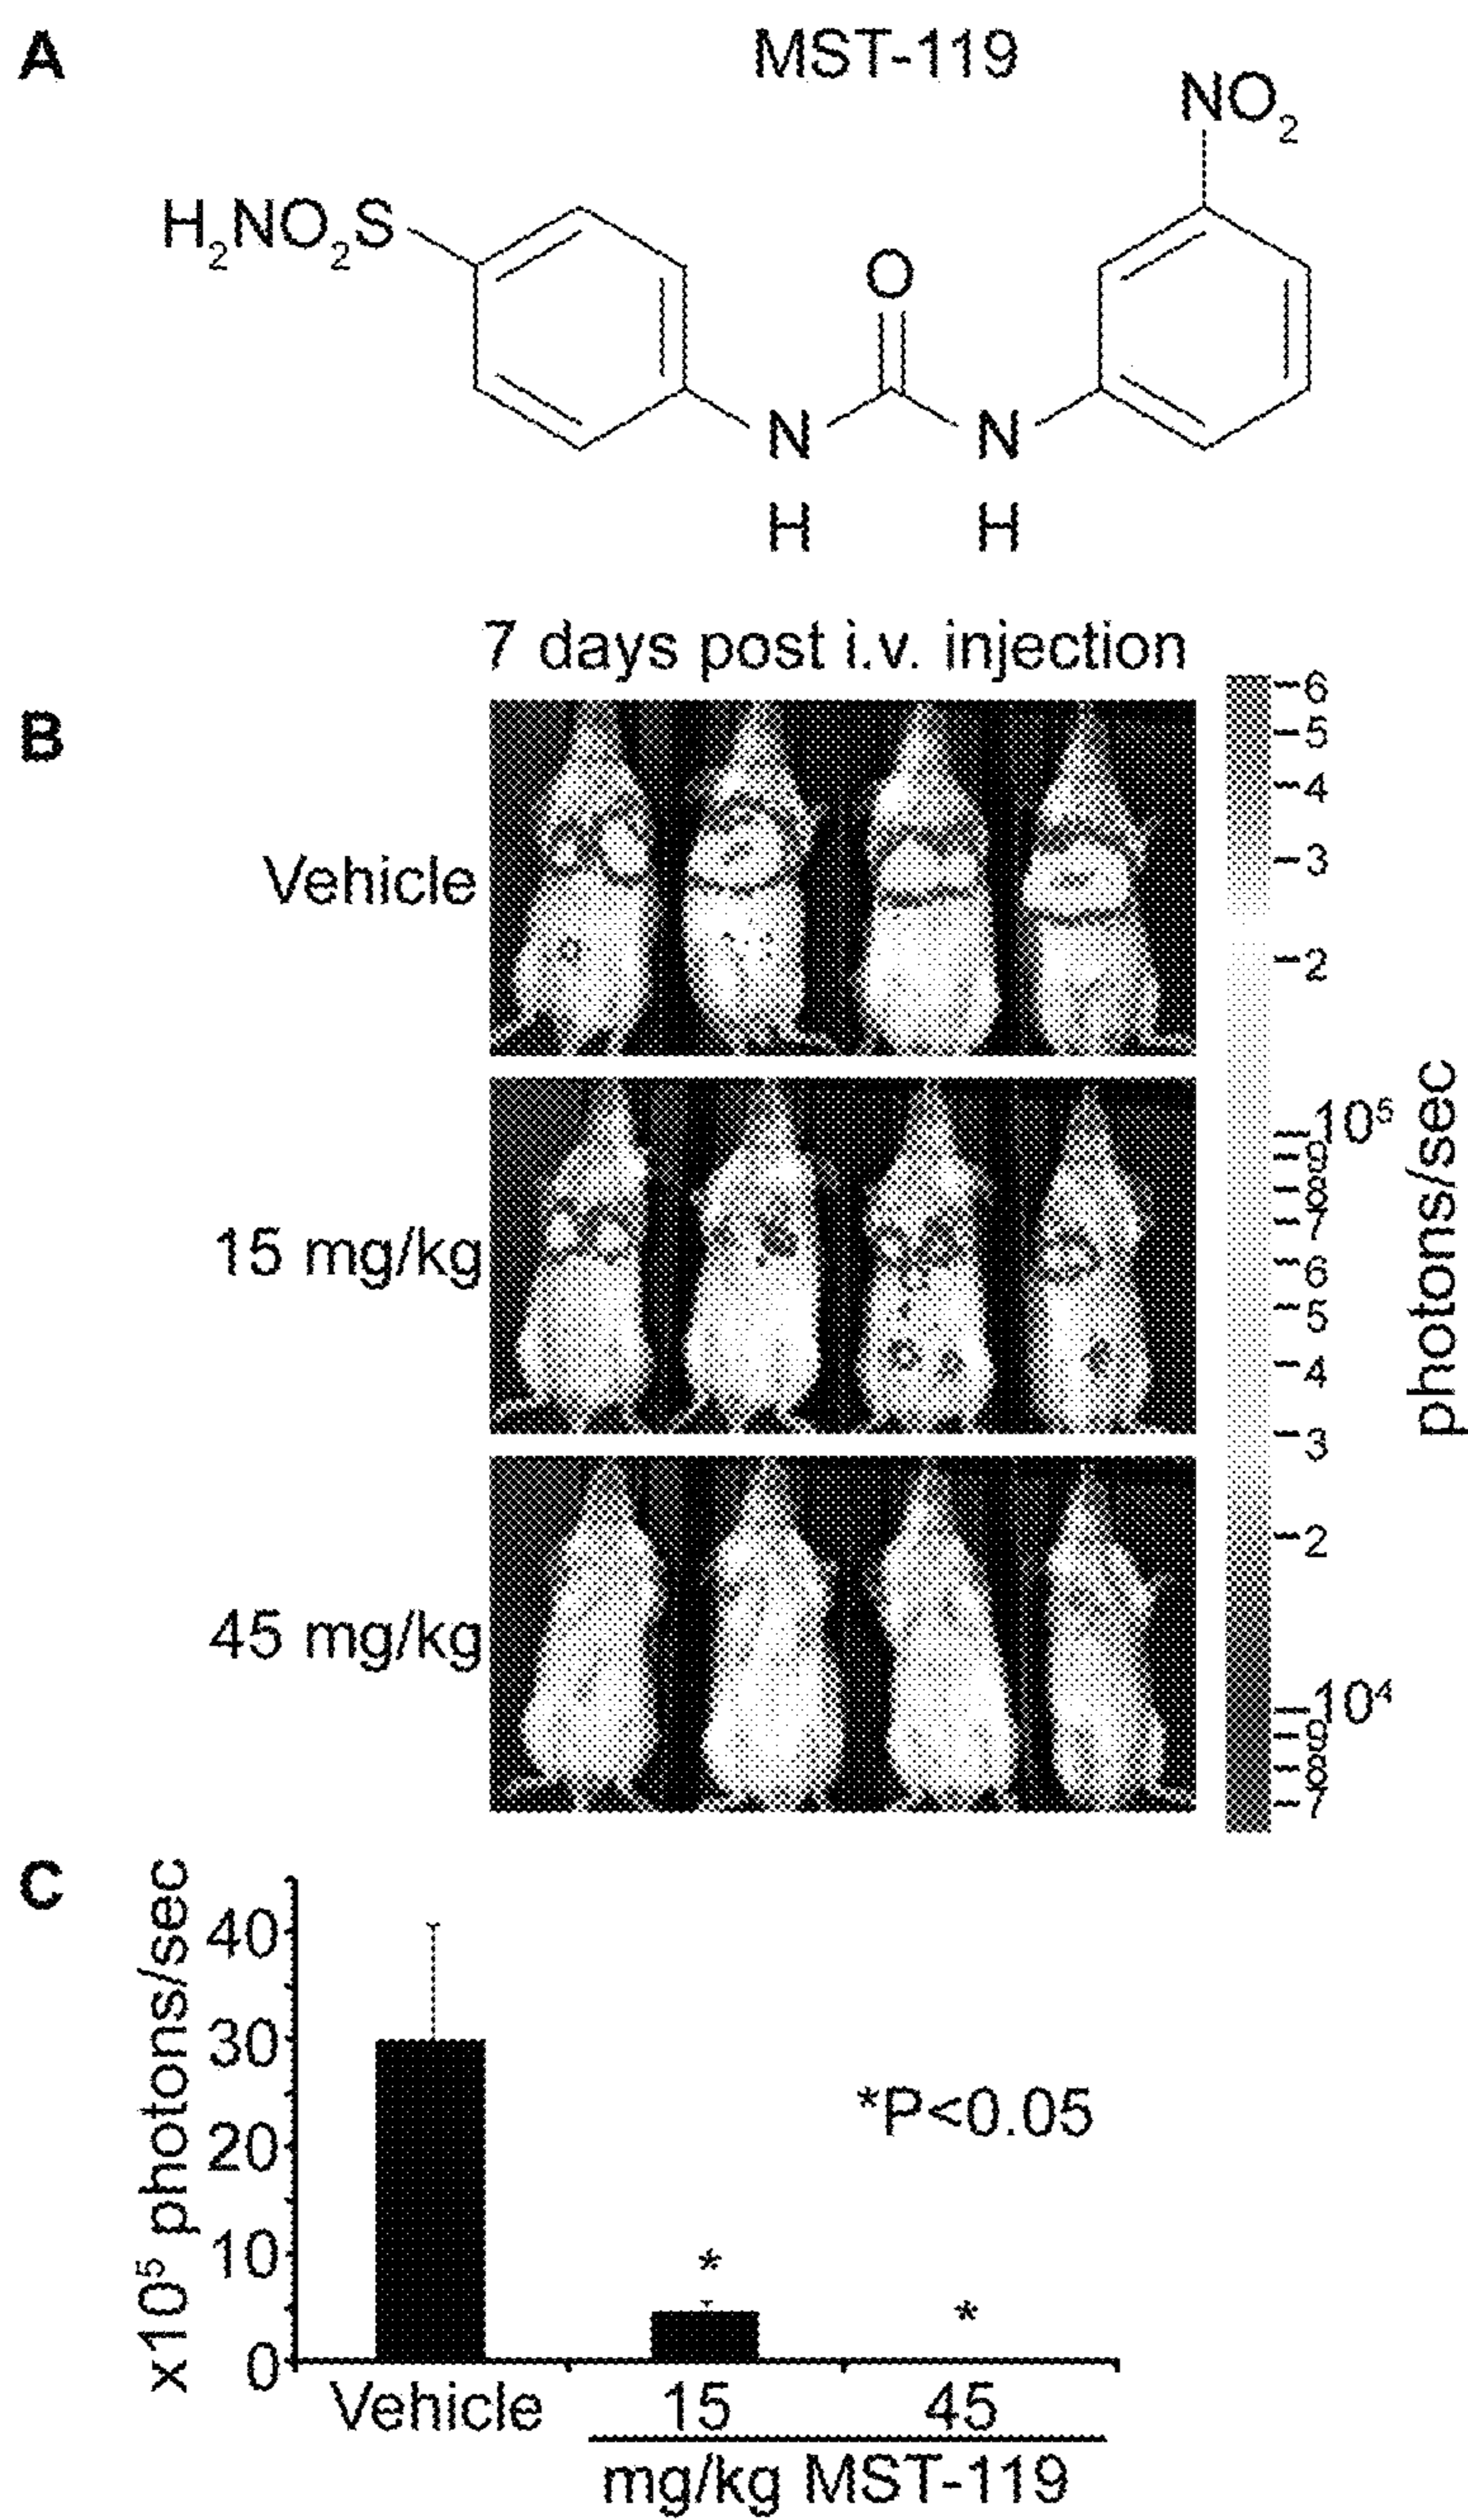 A
MST-119
NO₂
H₂NO₂S
O
N N
H H
7 days post i.v. injection
B
Vehicle
15 mg/kg
45 mg/kg
6
5
4
3
2
10⁵
9
8
7
6
5
4
3
2
10⁴
9
8
7
photons/sec
C
x10⁵ photons/sec
40
30
20
10
0
*P<0.05
*
*
Vehicle 15 45
mg/kg MST-119